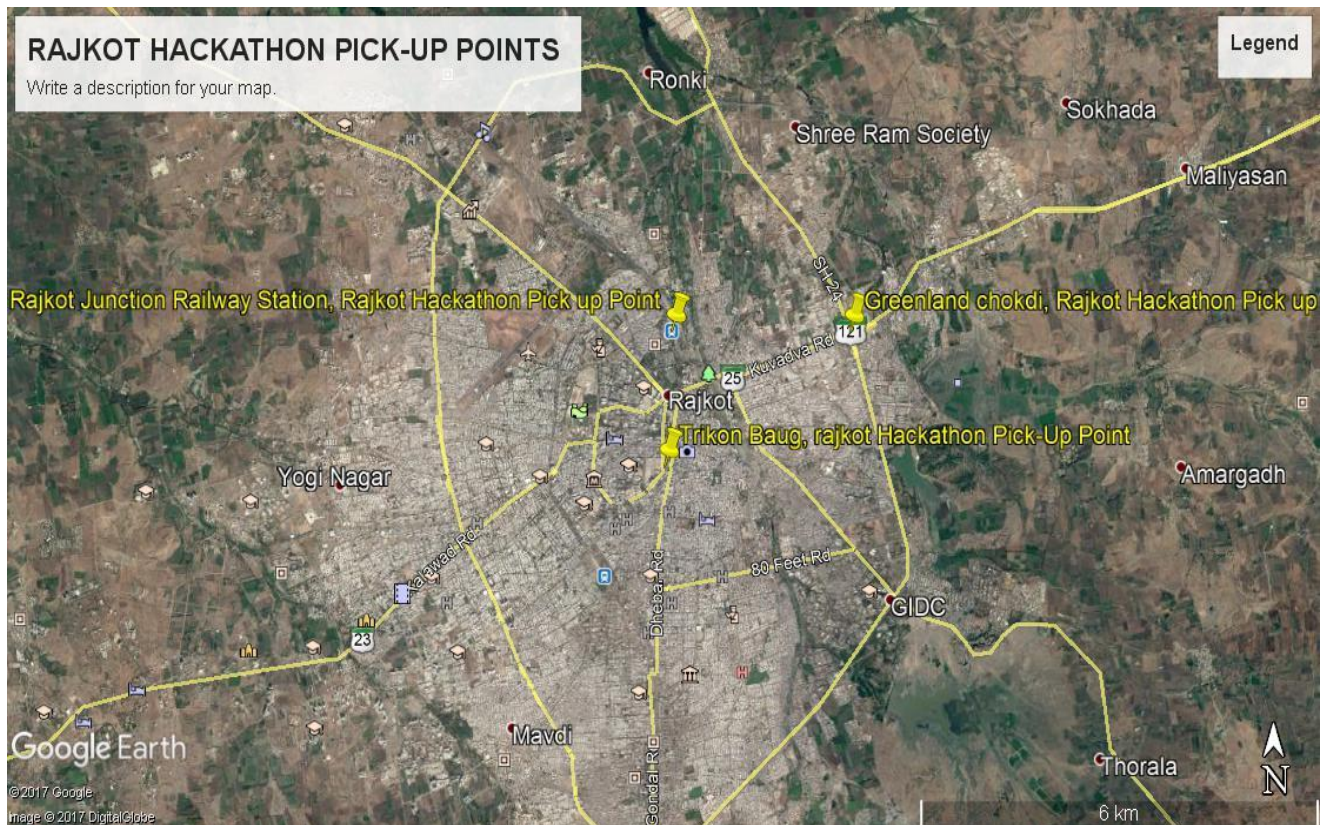 RAJKOT HACKATHON PICK-UP POINTS
Write a description for your map.
Legend
Ronki
Sokhada
Shree Ram Society
Maliyasan
SH 24
Rajkot Junction Railway Station, Rajkot Hackathon Pick up Point
Greenland chokdi, Rajkot Hackathon Pick up
121
Kuvadva Rd
25
Rajkot
Trikon Baug, rajkot Hackathon Pick-Up Point
Yogi Nagar
Amargadh
Kalawad Rd
80 Feet Rd
Dhebar Rd
GIDC
23
Mavdi
Gondal R
Google Earth
Thorala
N
© 2017 Google
Image © 2017 DigitalGlobe
6 km